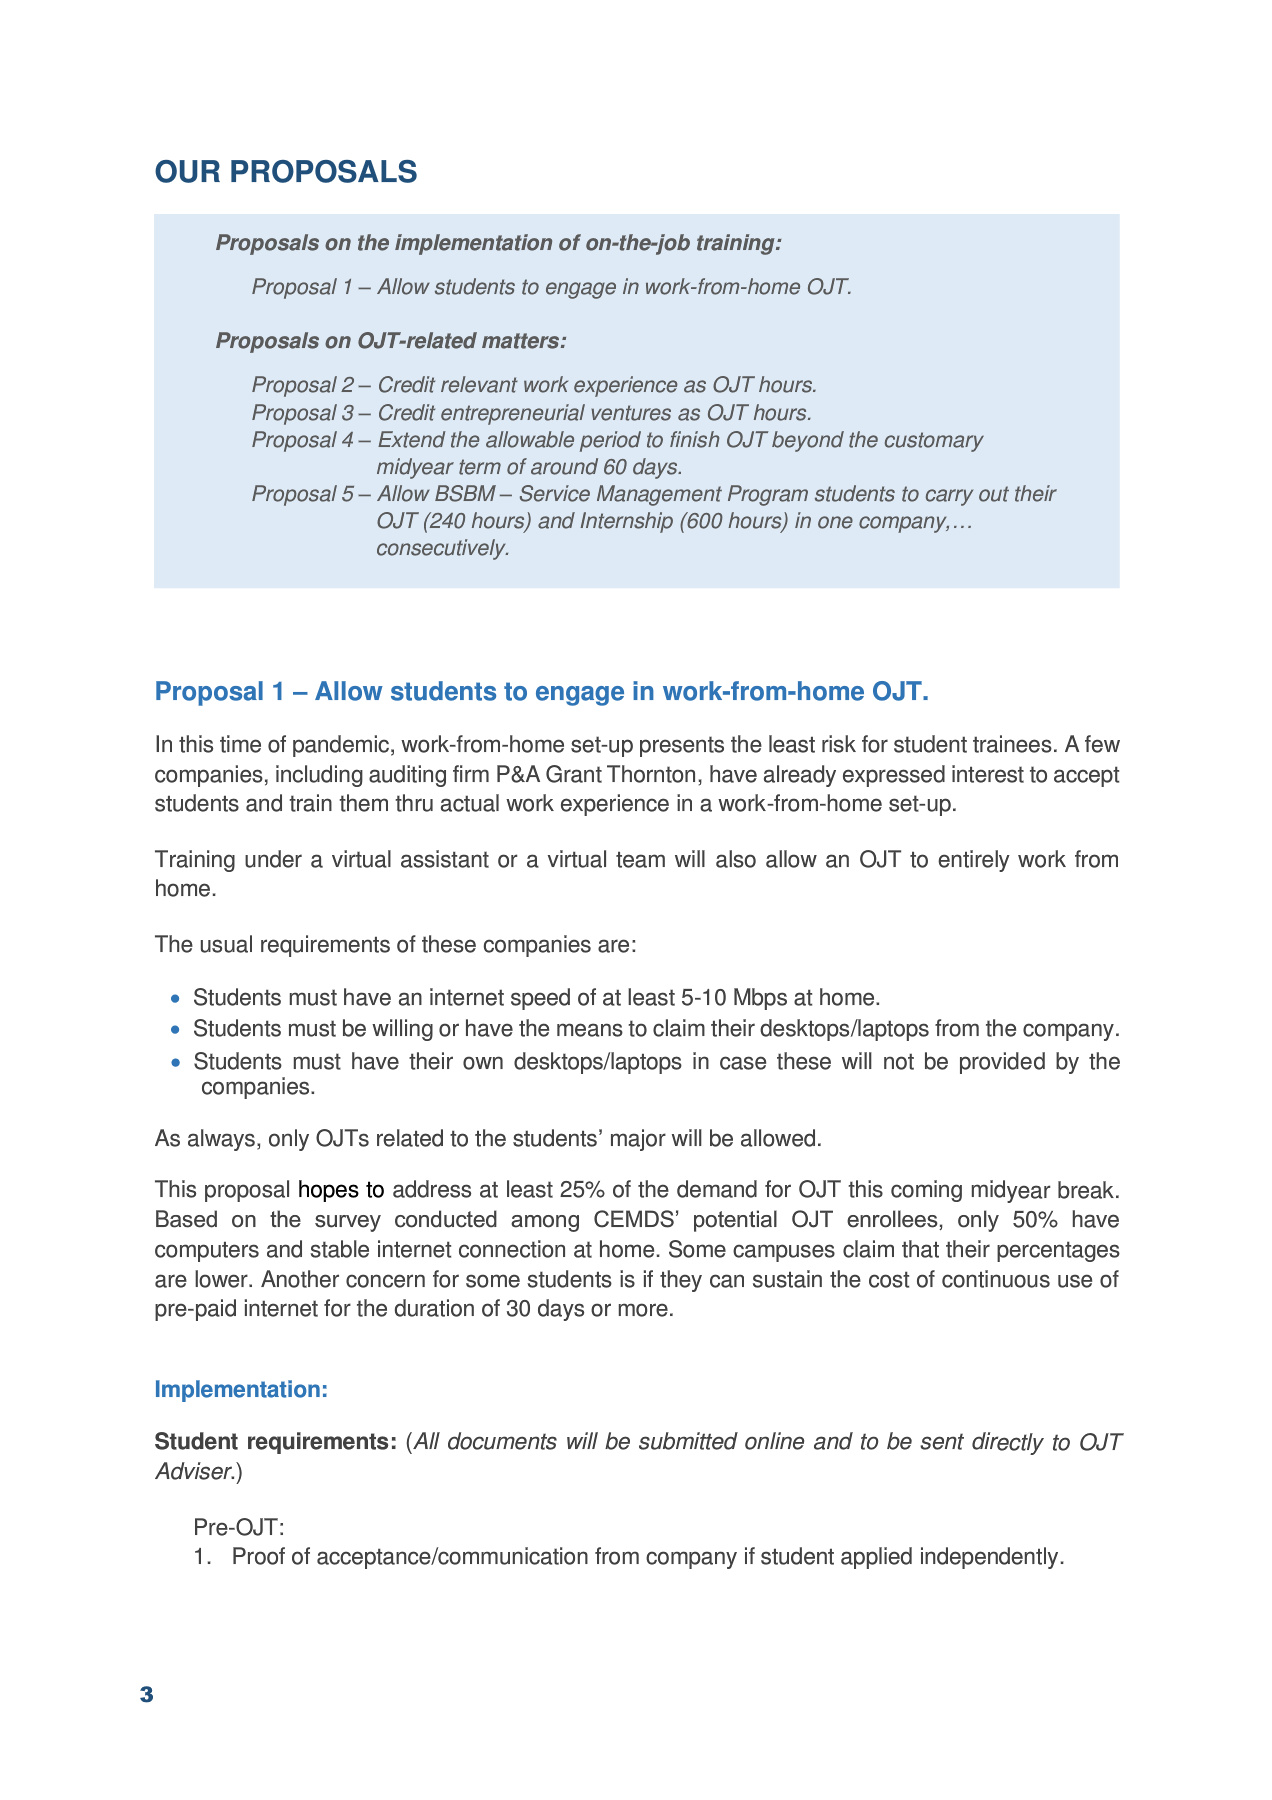 OUR PROPOSALS
Proposals on the implementation of on-the-job training:
Proposal 1 – Allow students to engage in work-from-home OJT.
Proposals on OJT-related matters:
Proposal 2 – Credit relevant work experience as OJT hours.
Proposal 3 – Credit entrepreneurial ventures as OJT hours.
Proposal 4 – Extend the allowable period to finish OJT beyond the customary
midyear term of around 60 days.
Proposal 5 – Allow BSBM – Service Management Program students to carry out their
OJT (240 hours) and Internship (600 hours) in one company,…
consecutively.
Proposal 1 – Allow students to engage in work-from-home OJT.
In this time of pandemic, work-from-home set-up presents the least risk for student trainees. A few
companies, including auditing firm P&A Grant Thornton, have already expressed interest to accept
students and train them thru actual work experience in a work-from-home set-up.
Training under a virtual assistant or a virtual team will also allow an OJT to entirely work from
home.
The usual requirements of these companies are:
• Students must have an internet speed of at least 5-10 Mbps at home.
• Students must be willing or have the means to claim their desktops/laptops from the company.
• Students must have their own desktops/laptops in case these will not be provided by the
companies.
As always, only OJTs related to the students’ major will be allowed.
This proposal hopes to address at least 25% of the demand for OJT this coming midyear break.
Based on the survey conducted among CEMDS’ potential OJT enrollees, only 50% have
computers and stable internet connection at home. Some campuses claim that their percentages
are lower. Another concern for some students is if they can sustain the cost of continuous use of
pre-paid internet for the duration of 30 days or more.
Implementation:
Student requirements: (All documents will be submitted online and to be sent directly to OJT
Adviser.)
Pre-OJT:
1. Proof of acceptance/communication from company if student applied independently.
3